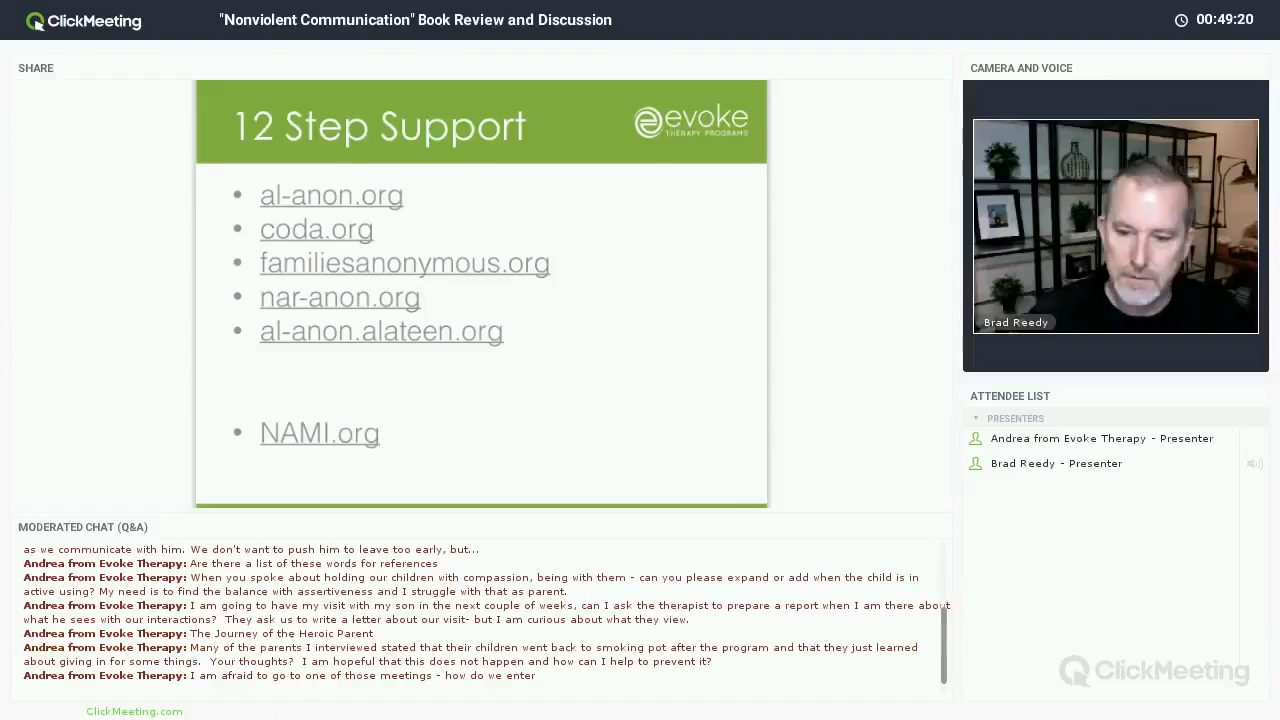 ClickMeeting
"Nonviolent Communication" Book Review and Discussion
00:49:20
SHARE
12 Step Support
evoke
THERAPY PROGRAMS
• al-anon.org
• coda.org
• familiesanonymous.org
• nar-anon.org
• al-anon.alateen.org
• NAMI.org
CAMERA AND VOICE
Brad Reedy
ATTENDEE LIST
PRESENTERS
Andrea from Evoke Therapy - Presenter
Brad Reedy - Presenter
MODERATED CHAT (Q&A)
as we communicate with him. We don't want to push him to leave too early, but...
Andrea from Evoke Therapy: Are there a list of these words for references
Andrea from Evoke Therapy: When you spoke about holding our children with compassion, being with them - can you please expand or add when the child is in
active using? My need is to find the balance with assertiveness and I struggle with that as parent.
Andrea from Evoke Therapy: I am going to have my visit with my son in the next couple of weeks, can I ask the therapist to prepare a report when I am there about
what he sees with our interactions? They ask us to write a letter about our visit- but I am curious about what they view.
Andrea from Evoke Therapy: The Journey of the Heroic Parent
Andrea from Evoke Therapy: Many of the parents I interviewed stated that their children went back to smoking pot after the program and that they just learned
about giving in for some things. Your thoughts? I am hopeful that this does not happen and how can I help to prevent it?
Andrea from Evoke Therapy: I am afraid to go to one of those meetings - how do we enter
ClickMeeting
ClickMeeting.com